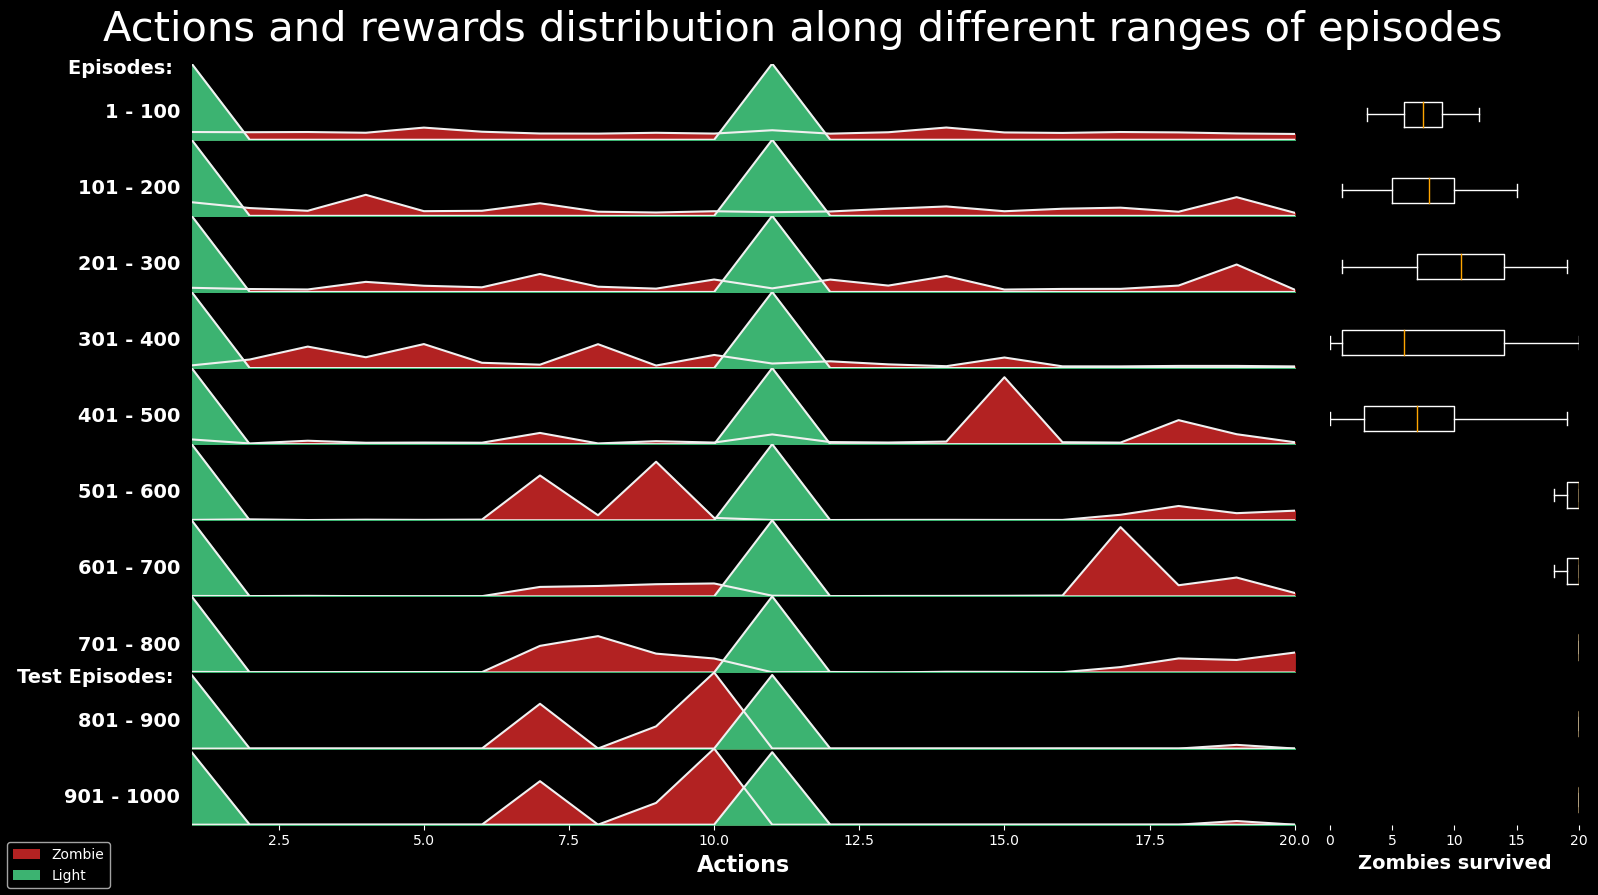 Actions and rewards distribution along different ranges of episodes
Episodes:
1 - 100
101 - 200
201 - 300
301 - 400
401 - 500
501 - 600
601 - 700
701 - 800
Test Episodes:
801 - 900
901 - 1000
2.5 5.0 7.5 10.0 12.5 15.0 17.5 20.0 0 5 10 15 20
Actions
Zombies survived
Zombie
Light